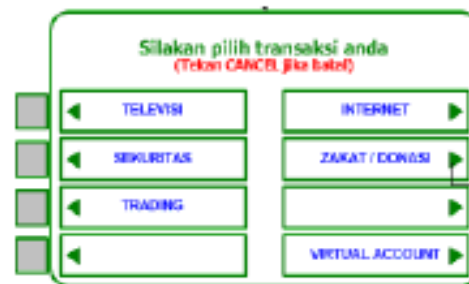 Silakan pilih transaksi anda
(Tekan CANCEL jika batal)
TELEVISI
INTERNET
SEKURITAS
ZAKAT / DONASI
TRADING
VIRTUAL ACCOUNT